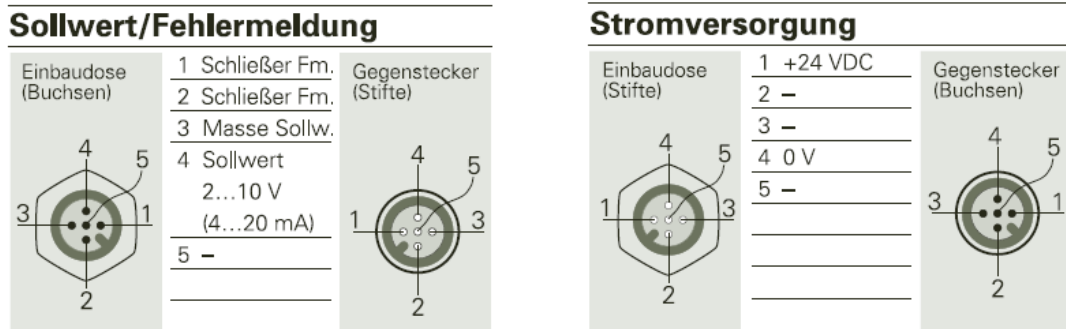 Sollwert/Fehlermeldung
Einbaudose
(Buchsen)
4
5
3
1
2
1 Schließer Fm.
2 Schließer Fm.
3 Masse Sollw.
4 Sollwert
2...10 V
(4...20 mA)
5 –
Gegenstecker
(Stifte)
4
5
1
3
2
Stromversorgung
Einbaudose
(Stifte)
4
5
1
3
2
1 +24 VDC
2 –
3 –
4 0 V
5 –
Gegenstecker
(Buchsen)
4
5
3
1
2